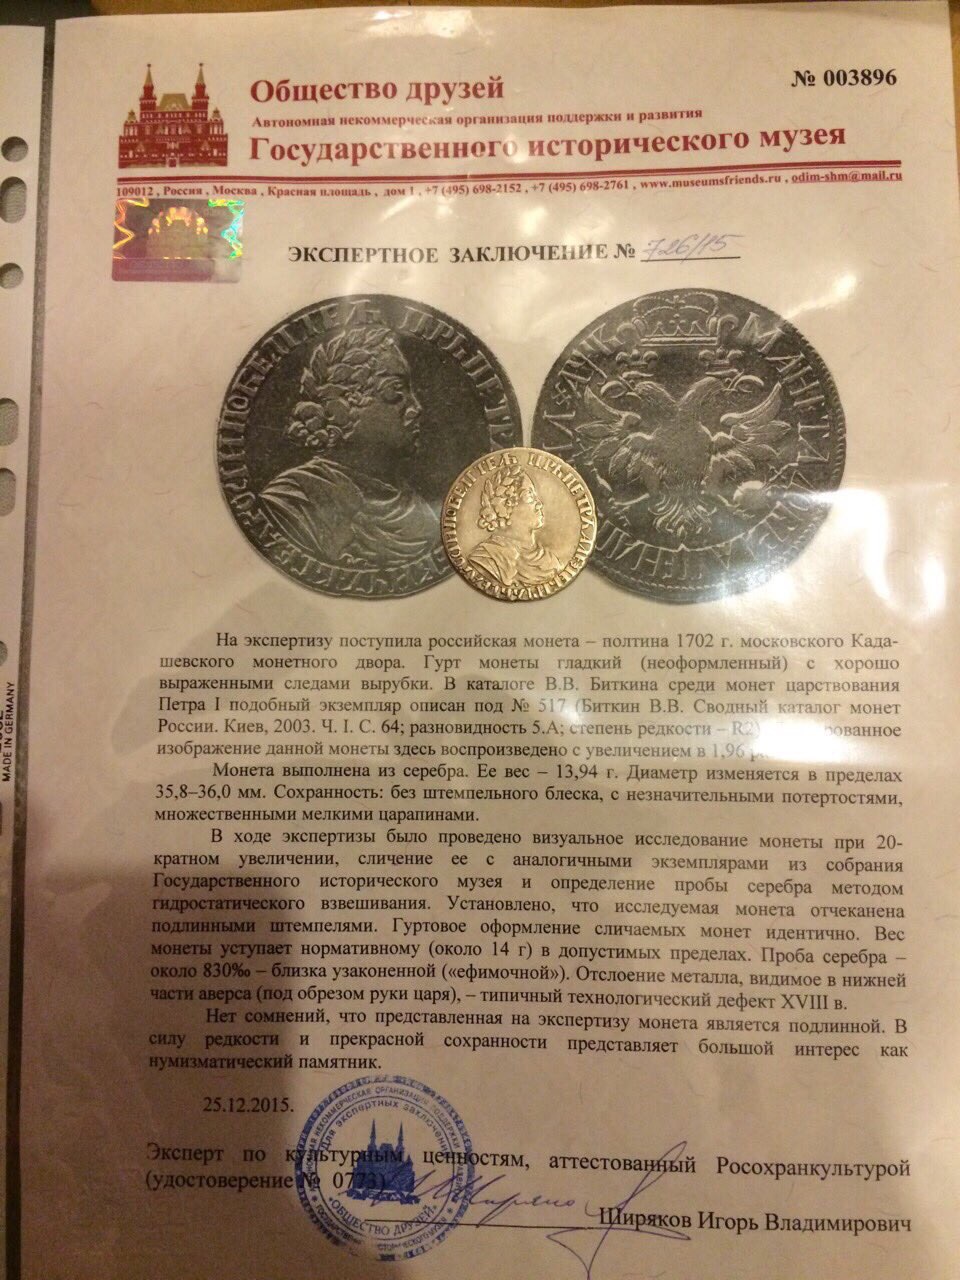 № 003896
Общество друзей
Автономная некоммерческая организация поддержки и развития
Государственного исторического музея
109012 , Россия , Москва , Красная площадь , дом 1 , +7 (495) 698-2152 , +7 (495) 698-2761 , www.museumsfriends.ru , odim-shm@mail.ru
ЭКСПЕРТНОЕ ЗАКЛЮЧЕНИЕ № 726/15
На экспертизу поступила российская монета – полтина 1702 г. московского Када-
шевского монетного двора. Гурт монеты гладкий (неоформленный) с хорошо
выраженными следами вырубки. В каталоге В.В. Биткина среди монет царствования
Петра I подобный экземпляр описан под № 517 (Биткин В.В. Сводный каталог монет
России. Киев, 2003. Ч. I. С. 64; разновидность 5.А; степень редкости – R2)
изображение данной монеты здесь воспроизведено с увеличением в 1,96
Монета выполнена из серебра. Ее вес – 13,94 г. Диаметр изменяется в пределах
35,8–36,0 мм. Сохранность: без штемпельного блеска, с незначительными потертостями,
множественными мелкими царапинами.
В ходе экспертизы было проведено визуальное исследование монеты при 20-
кратном увеличении, сличение ее с аналогичными экземплярами из собрания
Государственного исторического музея и определение пробы серебра методом
гидростатического взвешивания. Установлено, что исследуемая монета отчеканена
подлинными штемпелями. Гуртовое оформление сличаемых монет идентично. Вес
монеты уступает нормативному (около 14 г) в допустимых пределах. Проба серебра –
около 830‰ – близка узаконенной («ефимочной»). Отслоение металла, видимое в нижней
части аверса (под обрезом руки царя), – типичный технологический дефект XVIII в.
Нет сомнений, что представленная на экспертизу монета является подлинной. В
силу редкости и прекрасной сохранности представляет большой интерес как
нумизматический памятник.
25.12.2015.
Эксперт по культурным ценностям, аттестованный Росохранкультурой
(удостоверение № 0773)
Ширяков Игорь Владимирович
Для экспертных заключений
«ОБЩЕСТВО ДРУЗЕЙ»
MADE IN GERMANY